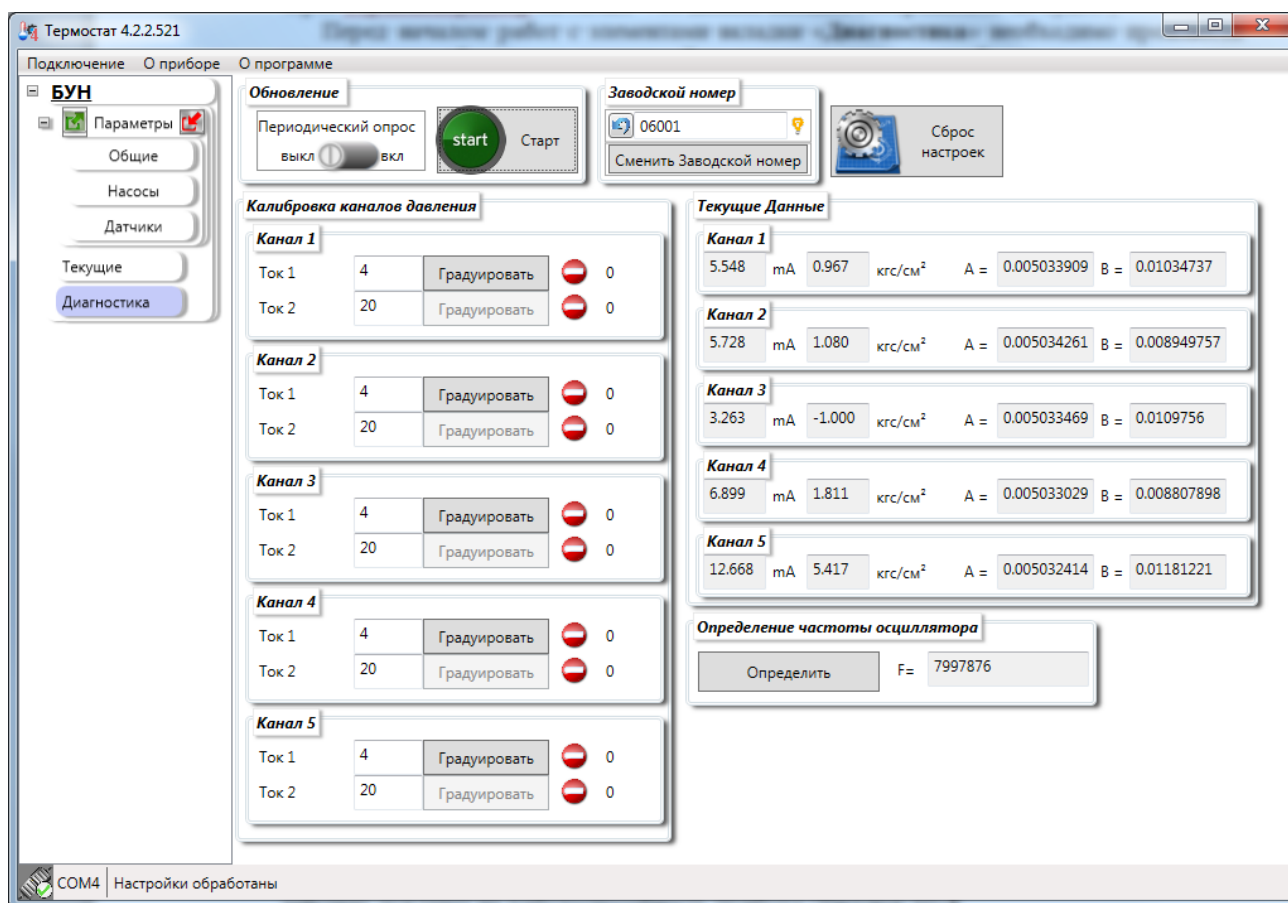 Термостат 4.2.2.521
Перед началом работ с элементами вкладки «Диагностика» необходимо
Подключение О приборе О программе
БУН
Параметры
Общие
Насосы
Датчики
Текущие
Диагностика
Обновление
Периодический опрос
выкл вкл
start
Старт
Заводской номер
06001
Сменить Заводской номер
Сброс
настроек
Калибровка каналов давления
Канал 1
Ток 1 4 Градуировать 0
Ток 2 20 Градуировать 0
Канал 2
Ток 1 4 Градуировать 0
Ток 2 20 Градуировать 0
Канал 3
Ток 1 4 Градуировать 0
Ток 2 20 Градуировать 0
Канал 4
Ток 1 4 Градуировать 0
Ток 2 20 Градуировать 0
Канал 5
Ток 1 4 Градуировать 0
Ток 2 20 Градуировать 0
Текущие Данные
Канал 1
5.548 mA 0.967 кгс/см² A = 0.005033909 B = 0.01034737
Канал 2
5.728 mA 1.080 кгс/см² A = 0.005034261 B = 0.008949757
Канал 3
3.263 mA -1.000 кгс/см² A = 0.005033469 B = 0.0109756
Канал 4
6.899 mA 1.811 кгс/см² A = 0.005033029 B = 0.008807898
Канал 5
12.668 mA 5.417 кгс/см² A = 0.005032414 B = 0.01181221
Определение частоты осциллятора
Определить F= 7997876
COM4 Настройки обработаны